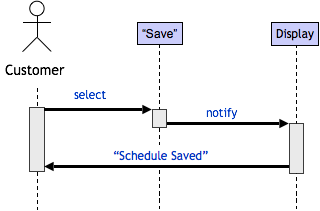 “Save”
Display
Customer
select
notify
“Schedule Saved”